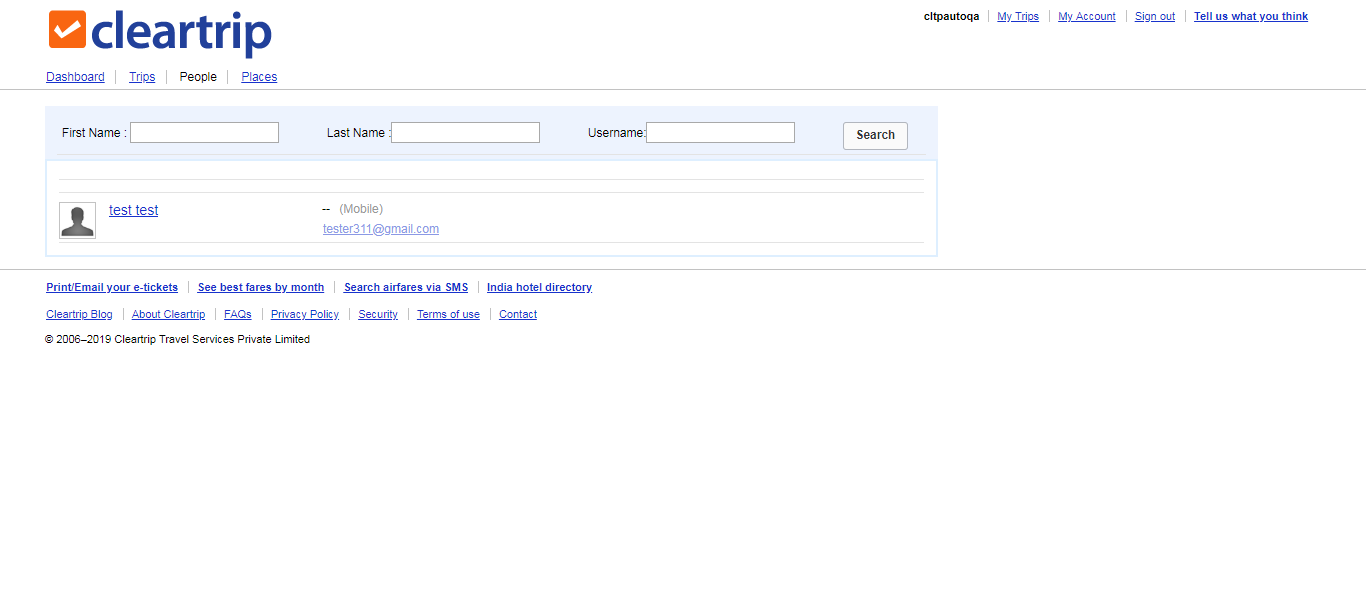 cleartrip
cltpautoqa My Trips My Account Sign out Tell us what you think
Dashboard Trips People Places
First Name : Last Name : Username: Search
test test -- (Mobile)
tester311@gmail.com
Print/Email your e-tickets See best fares by month Search airfares via SMS India hotel directory
Cleartrip Blog About Cleartrip FAQs Privacy Policy Security Terms of use Contact
© 2006–2019 Cleartrip Travel Services Private Limited